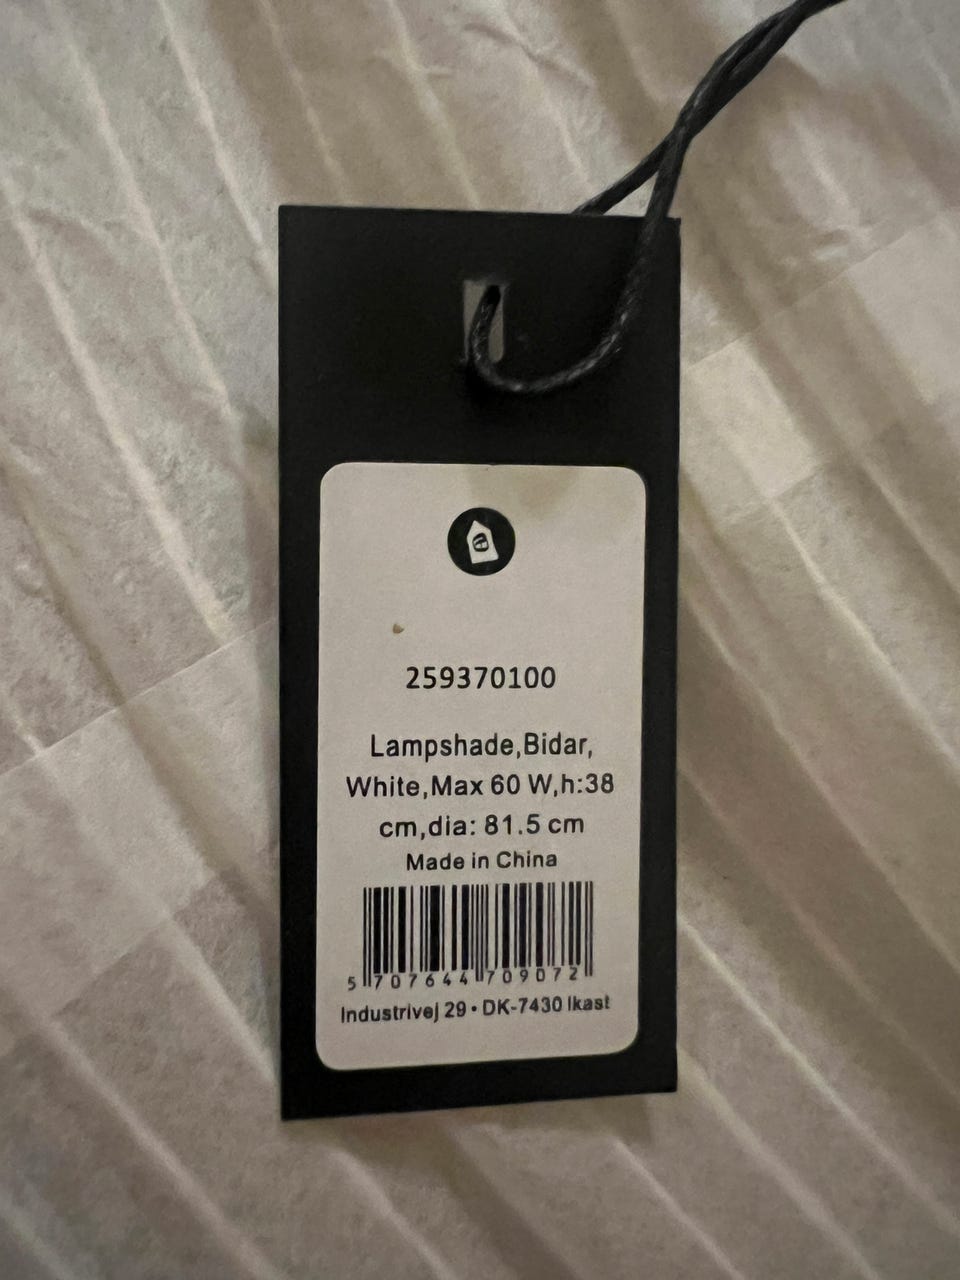 259370100
Lampshade,Bidar,
White,Max 60 W,h:38
cm,dia: 81.5 cm
Made in China
5 707644 709072
Industrivej 29 • DK-7430 Ikast